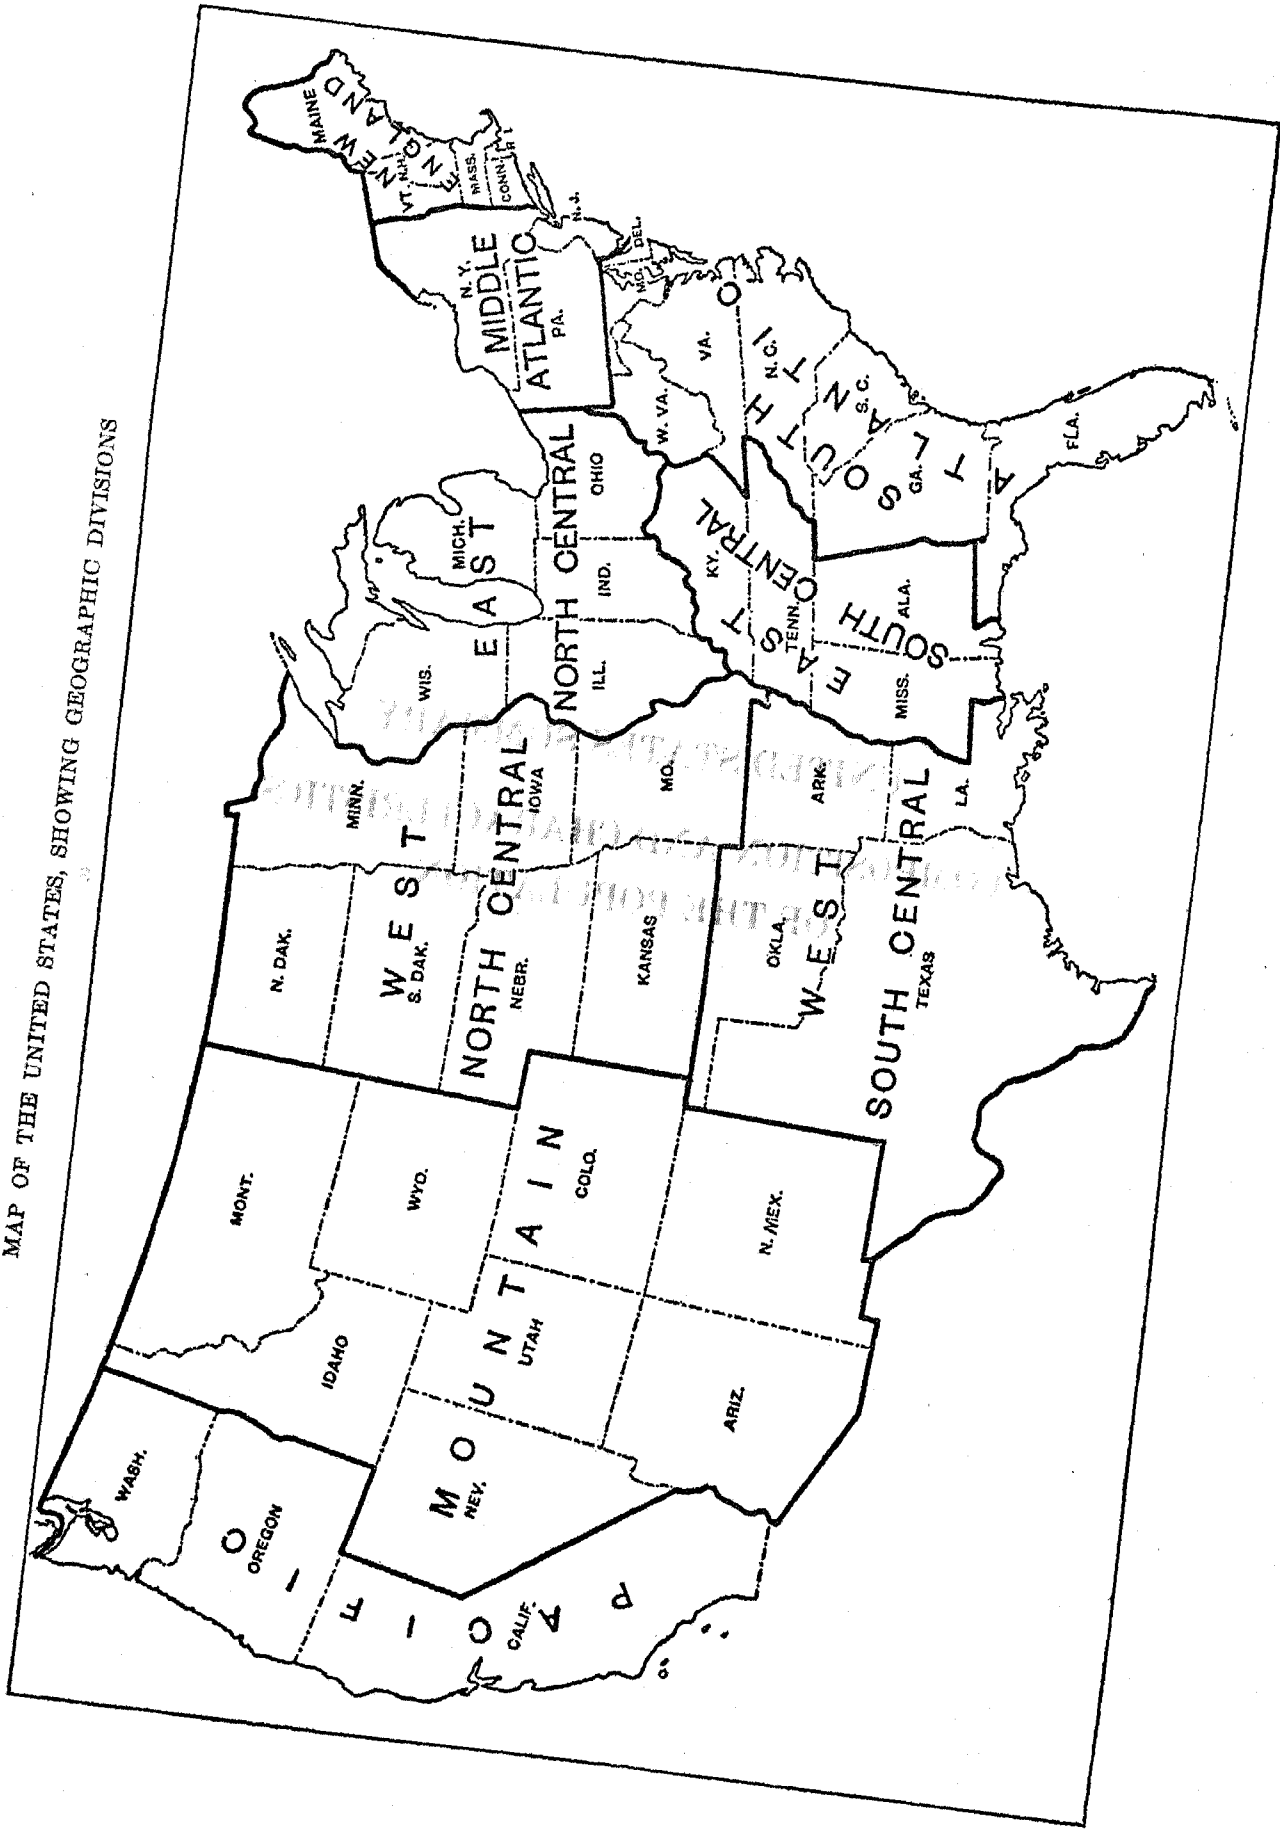 MAP OF THE UNITED STATES, SHOWING GEOGRAPHIC DIVISIONS
WASH.
OREGON
CALIF.
PACIFIC
MONT.
IDAHO
WYO.
NEV.
UTAH
COLO.
ARIZ.
N. MEX.
MOUNTAIN
N. DAK.
S. DAK.
NEBR.
KANSAS
MINN.
IOWA
MO.
WEST
NORTH CENTRAL
OKLA.
TEXAS
ARK.
LA.
WEST
SOUTH CENTRAL
WIS.
MICH.
ILL.
IND.
OHIO
EAST
NORTH CENTRAL
KY.
TENN.
MISS.
ALA.
EAST
SOUTH CENTRAL
N. Y.
PA.
N. J.
MIDDLE
ATLANTIC
MAINE
VT.
N.H.
MASS.
CONN.
R. I.
NEW
ENGLAND
DEL.
MD.
W. VA.
VA.
N. C.
S. C.
GA.
FLA.
SOUTH
ATLANTIC
UNITED STATES SUMMARY